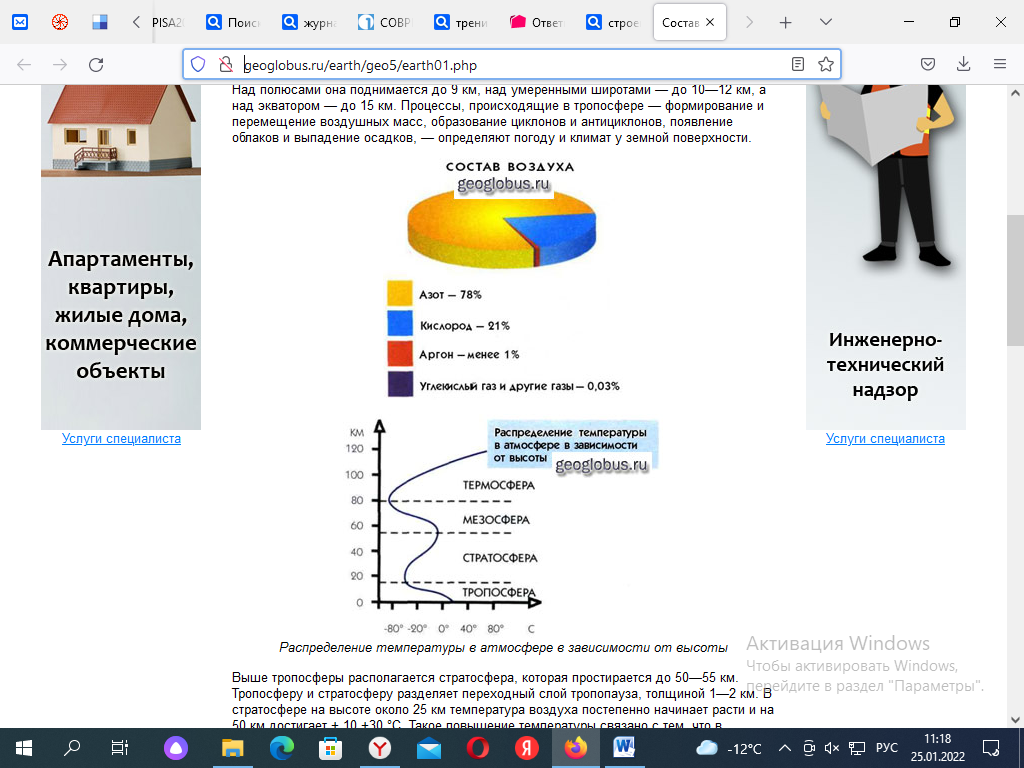 PISA2
Поис
журна
СОВР
трени
Ответ
строе
Состав
geoglobus.ru/earth/geo5/earth01.php
Апартаменты,
квартиры,
жилые дома,
коммерческие
объекты
Услуги специалиста
Над полюсами она поднимается до 9 км, над умеренными широтами — до 10—12 км, а
над экватором — до 15 км. Процессы, происходящие в тропосфере — формирование и
перемещение воздушных масс, образование циклонов и антициклонов, появление
облаков и выпадение осадков, — определяют погоду и климат у земной поверхности.
СОСТАВ ВОЗДУХА
geoglobus.ru
Азот — 78%
Кислород — 21%
Аргон — менее 1%
Углекислый газ и другие газы — 0,03%
КМ
120
100
80
60
40
20
0
Распределение температуры
в атмосфере в зависимости
от высоты
geoglobus.ru
ТЕРМОСФЕРА
МЕЗОСФЕРА
СТРАТОСФЕРА
ТРОПОСФЕРА
-80° -20° 0° 40° 80° С
Распределение температуры в атмосфере в зависимости от высоты
Выше тропосферы располагается стратосфера, которая простирается до 50—55 км.
Тропосферу и стратосферу разделяет переходный слой тропопауза, толщиной 1—2 км. В
стратосфере на высоте около 25 км температура воздуха постепенно начинает расти и на
50 км достигает + 10 +30 °С. Такое повышение температуры связано с тем, что в
Инженерно-
технический
надзор
Услуги специалиста
Активация Windows
Чтобы активировать Windows,
перейдите в раздел "Параметры".
-12°C
РУС
11:18
25.01.2022